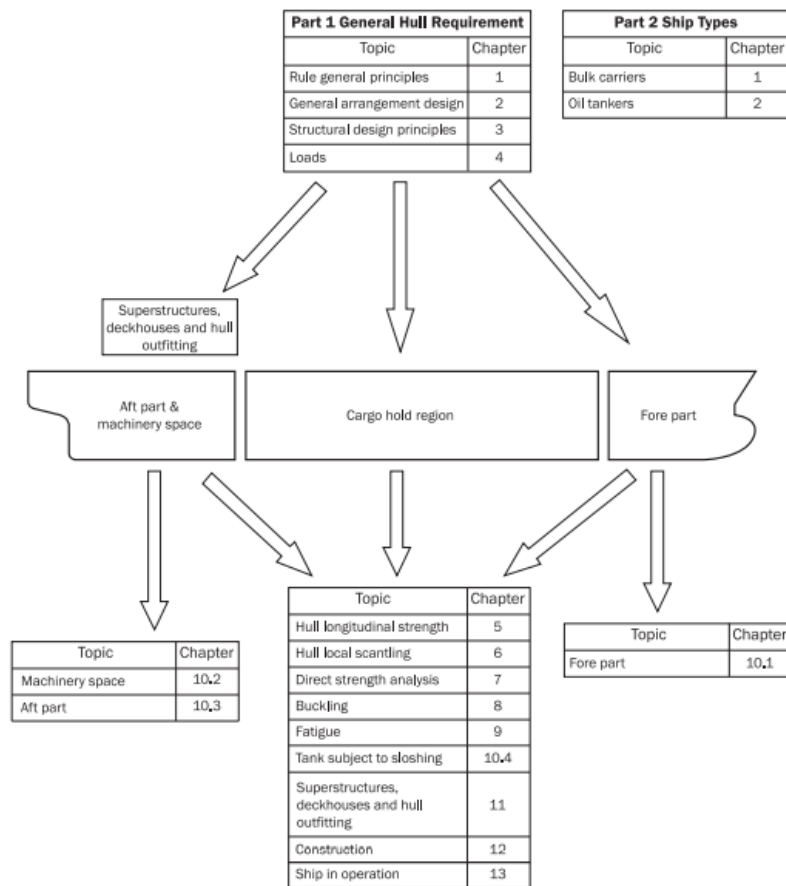 Part 1 General Hull Requirement
Topic Chapter
Rule general principles 1
General arrangement design 2
Structural design principles 3
Loads 4
Part 2 Ship Types
Topic Chapter
Bulk carriers 1
Oil tankers 2
Superstructures,
deckhouses and hull
outfitting
Aft part &
machinery space
Cargo hold region
Fore part
Topic Chapter
Machinery space 10.2
Aft part 10.3
Topic Chapter
Hull longitudinal strength 5
Hull local scantling 6
Direct strength analysis 7
Buckling 8
Fatigue 9
Tank subject to sloshing 10.4
Superstructures,
deckhouses and hull
outfitting
11
Construction 12
Ship in operation 13
Topic Chapter
Fore part 10.1